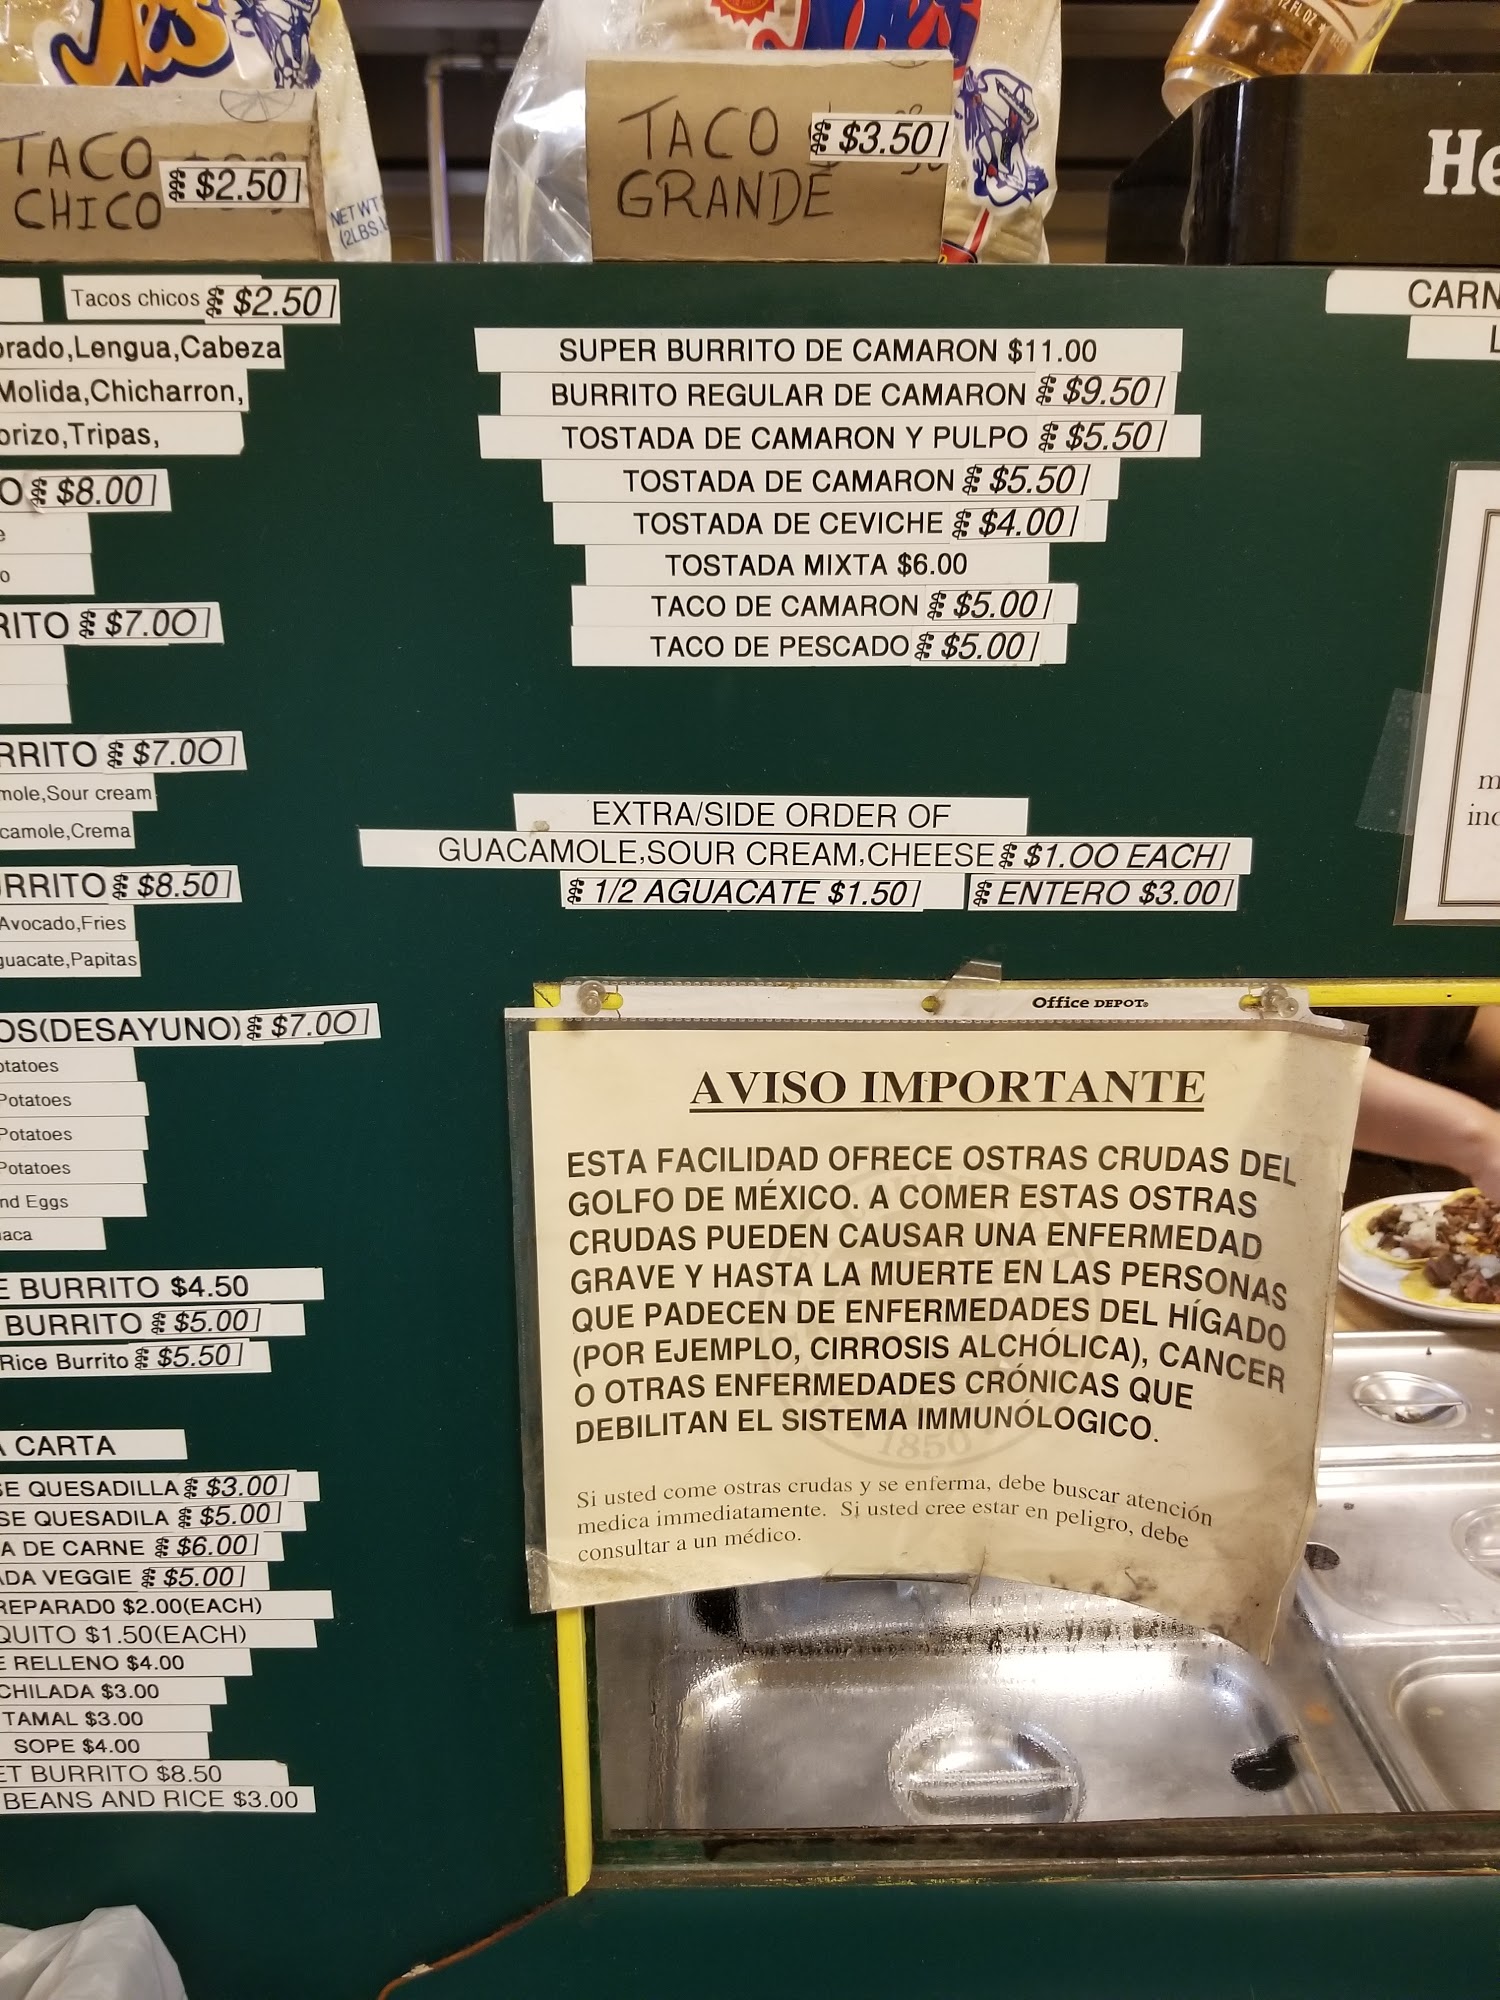 TACO
CHICO
$2.50
TACO
GRANDE
$3.50
NET WT
(2LBS.
12 FL OZ
He
Tacos chicos $2.50
orado,Lengua,Cabeza
Molida,Chicharron,
orizo,Tripas,
O $8.00
e
o
RITO $7.00
RRITO $7.00
mole,Sour cream
camole,Crema
URRITO $8.50
Avocado,Fries
guacate,Papitas
OS(DESAYUNO) $7.00
otatoes
Potatoes
Potatoes
Potatoes
nd Eggs
aca
E BURRITO $4.50
BURRITO $5.00
Rice Burrito $5.50
A CARTA
SE QUESADILLA $3.00
SE QUESADILA $5.00
A DE CARNE $6.00
ADA VEGGIE $5.00
REPARADO $2.00(EACH)
QUITO $1.50(EACH)
E RELLENO $4.00
CHILADA $3.00
TAMAL $3.00
SOPE $4.00
ET BURRITO $8.50
BEANS AND RICE $3.00
SUPER BURRITO DE CAMARON $11.00
BURRITO REGULAR DE CAMARON $9.50
TOSTADA DE CAMARON Y PULPO $5.50
TOSTADA DE CAMARON $5.50
TOSTADA DE CEVICHE $4.00
TOSTADA MIXTA $6.00
TACO DE CAMARON $5.00
TACO DE PESCADO $5.00
EXTRA/SIDE ORDER OF
GUACAMOLE,SOUR CREAM,CHEESE $1.00 EACH
1/2 AGUACATE $1.50 ENTERO $3.00
CARN
L
m
inc
Office DEPOT
AVISO IMPORTANTE
ESTA FACILIDAD OFRECE OSTRAS CRUDAS DEL
GOLFO DE MÉXICO. A COMER ESTAS OSTRAS
CRUDAS PUEDEN CAUSAR UNA ENFERMEDAD
GRAVE Y HASTA LA MUERTE EN LAS PERSONAS
QUE PADECEN DE ENFERMEDADES DEL HÍGADO
(POR EJEMPLO, CIRROSIS ALCHÓLICA), CANCER
O OTRAS ENFERMEDADES CRÓNICAS QUE
DEBILITAN EL SISTEMA IMMUNÓLOGICO.
1850
Si usted come ostras crudas y se enferma, debe buscar atención
medica immediatamente. Si usted cree estar en peligro, debe
consultar a un médico.